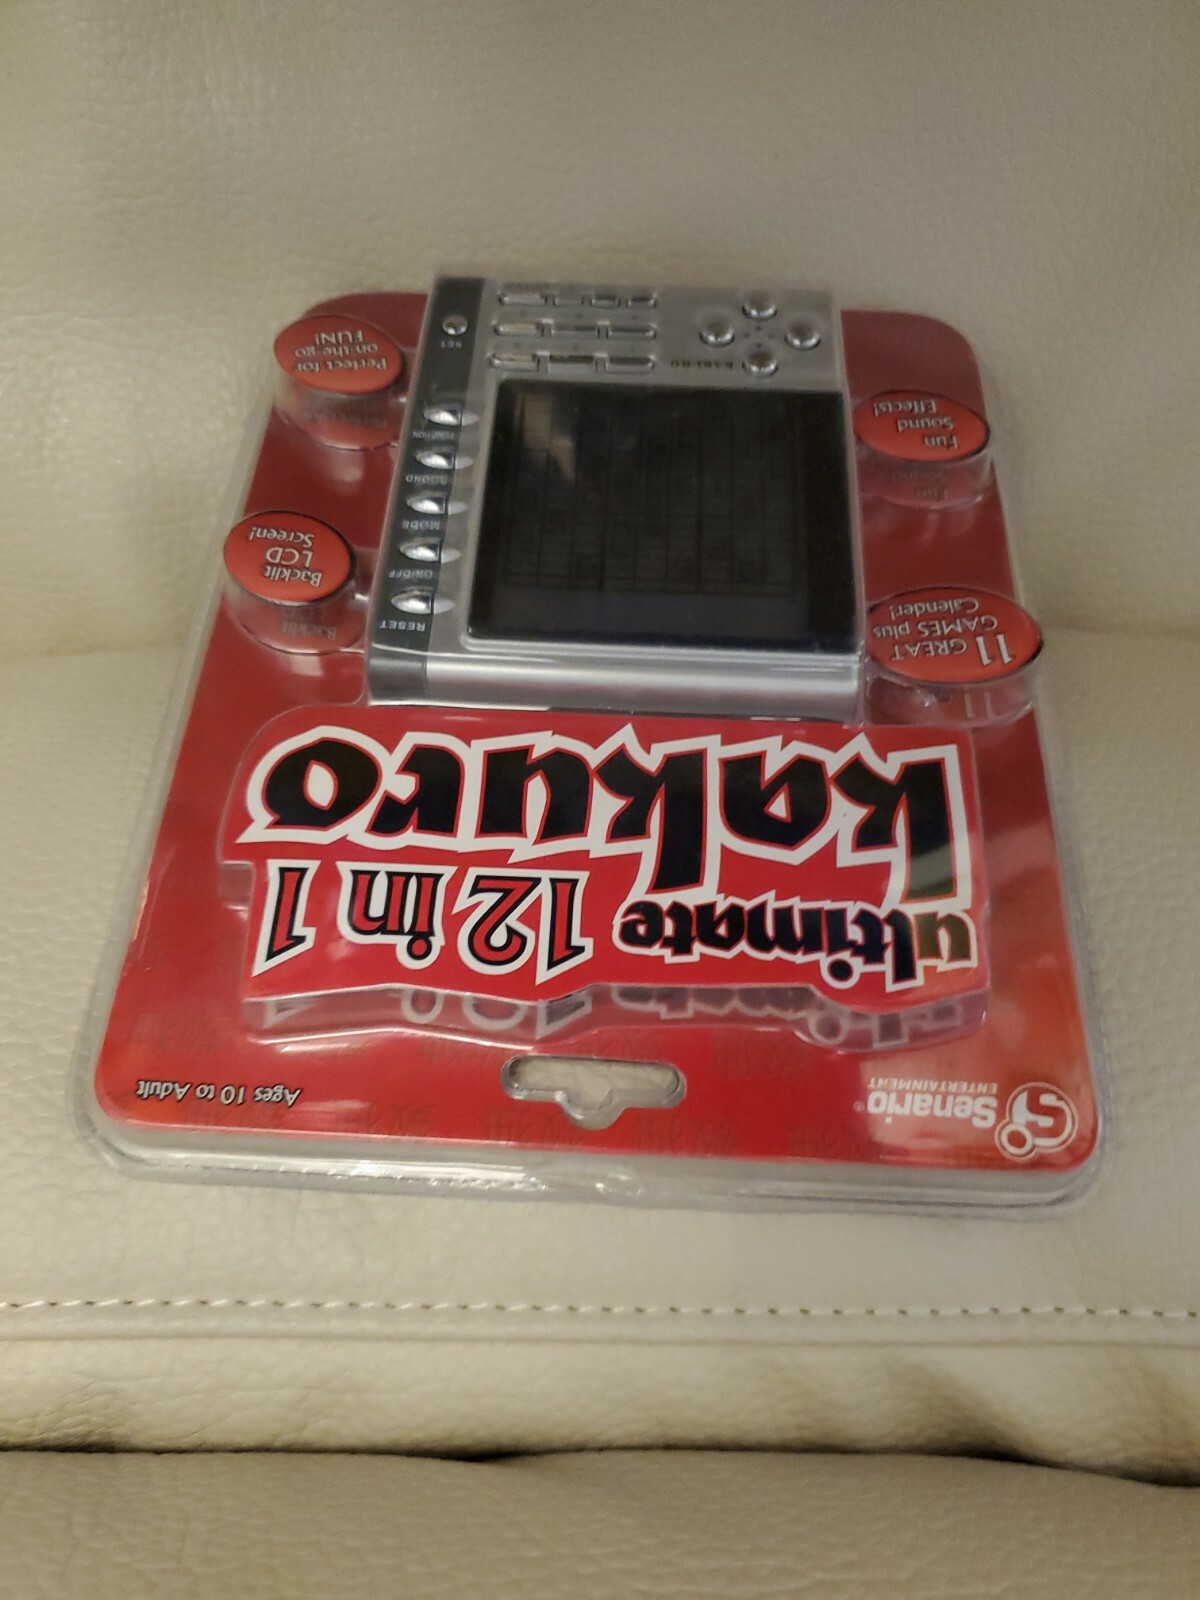 Senario®
ENTERTAINMENT
Ages 10 to Adult
ultimate 12 in 1
kakuro
11
GREAT
GAMES plus
Calender!
Fun
Sound
Effects!
Backlit
LCD
Screen!
Perfect for
on-the-go
FUN!
RESET
ON/OFF
MODE
SOUND
FUNCTION
SET